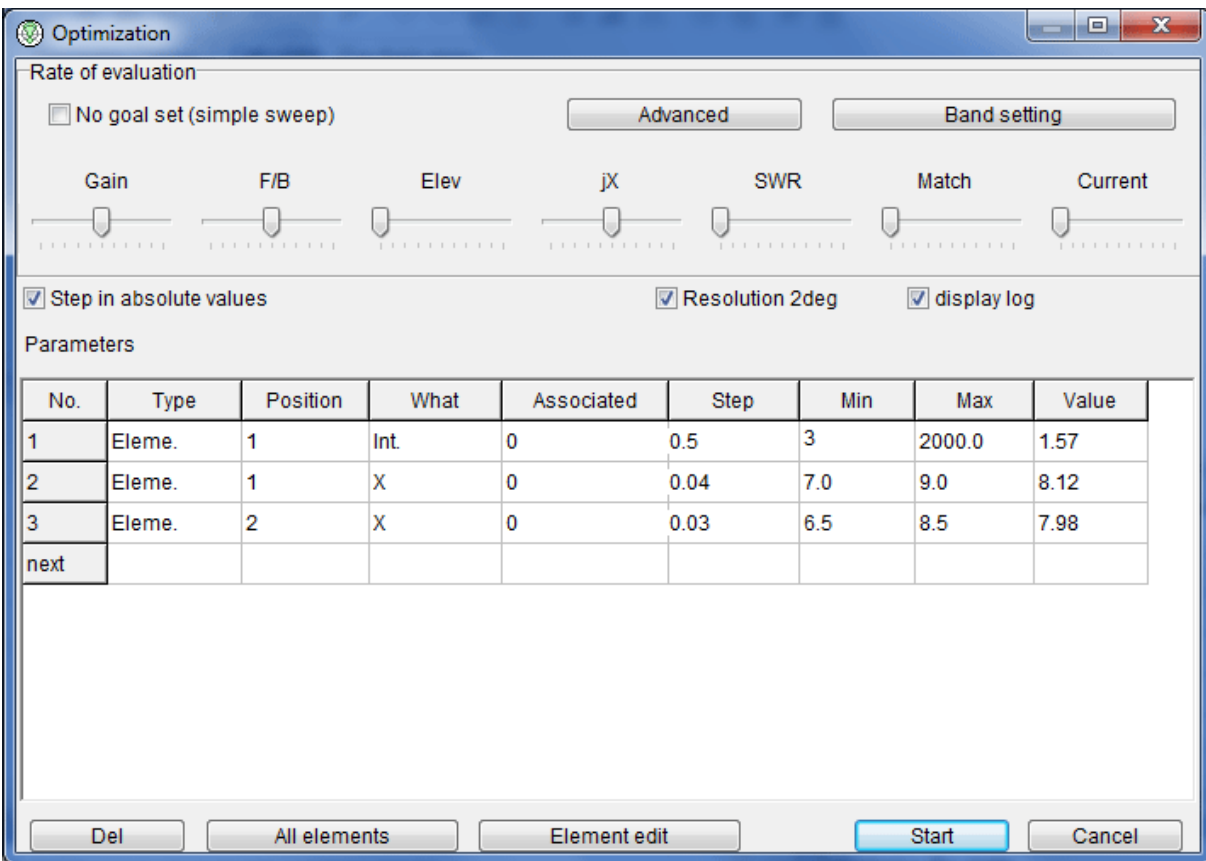 Optimization
Rate of evaluation
No goal set (simple sweep) Advanced Band setting
Gain F/B Elev jX SWR Match Current
Step in absolute values Resolution 2deg display log
Parameters
No. Type Position What Associated Step Min Max Value
1 Eleme. 1 Int. 0 0.5 3 2000.0 1.57
2 Eleme. 1 X 0 0.04 7.0 9.0 8.12
3 Eleme. 2 X 0 0.03 6.5 8.5 7.98
next
Del All elements Element edit Start Cancel